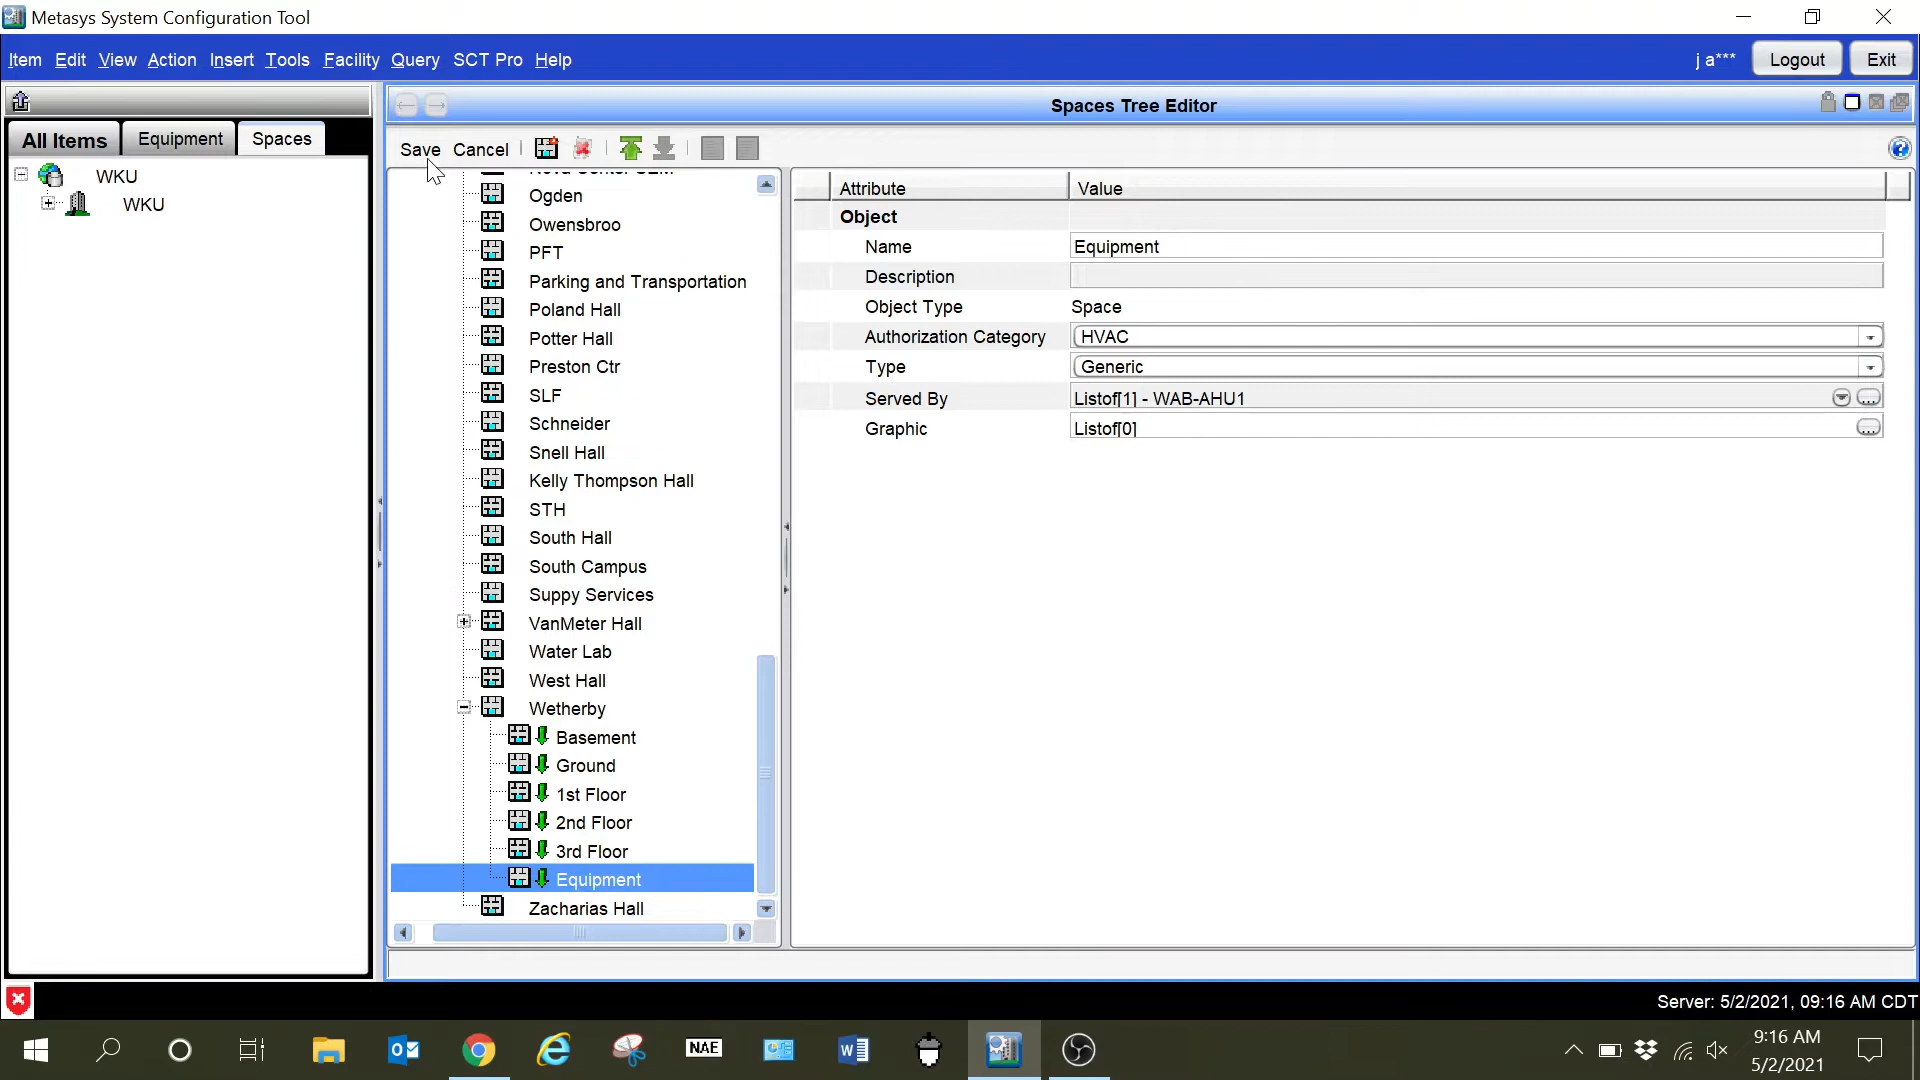 Metasys System Configuration Tool
Item Edit View Action Insert Tools Facility Query SCT Pro Help
j a***
Logout
Exit
Spaces Tree Editor
All Items
Equipment
Spaces
WKU
WKU
Save
Cancel
Ogden
Owensbroo
PFT
Parking and Transportation
Poland Hall
Potter Hall
Preston Ctr
SLF
Schneider
Snell Hall
Kelly Thompson Hall
STH
South Hall
South Campus
Suppy Services
VanMeter Hall
Water Lab
West Hall
Wetherby
Basement
Ground
1st Floor
2nd Floor
3rd Floor
Equipment
Zacharias Hall
Attribute Value
Object
Name Equipment
Description
Object Type Space
Authorization Category HVAC
Type Generic
Served By Listof[1] - WAB-AHU1
Graphic Listof[0]
Server: 5/2/2021, 09:16 AM CDT
NAE
9:16 AM
5/2/2021